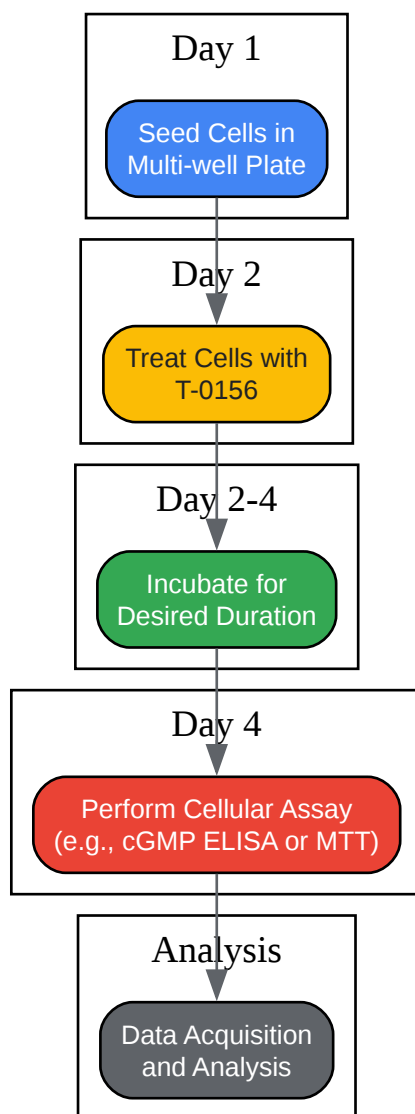 Day 1
Seed Cells in
Multi-well Plate
Day 2
Treat Cells with
T-0156
Day 2-4
Incubate for
Desired Duration
Day 4
Perform Cellular Assay
(e.g., cGMP ELISA or MTT)
Analysis
Data Acquisition
and Analysis